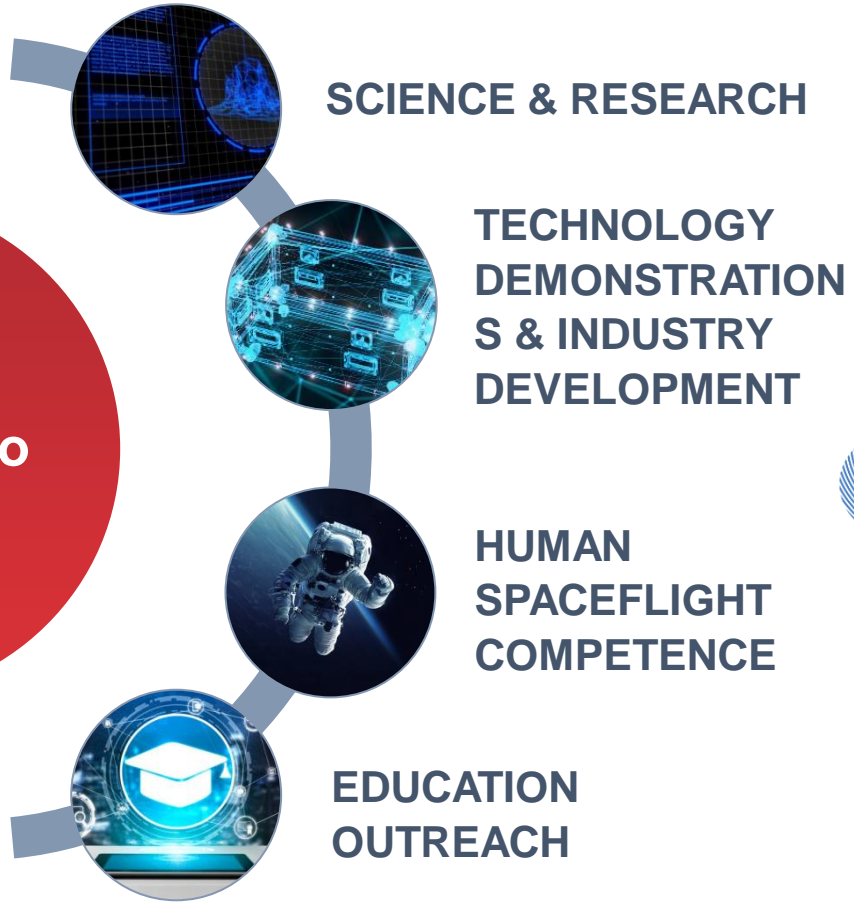 SCIENCE & RESEARCH
TECHNOLOGY
DEMONSTRATION
S & INDUSTRY
DEVELOPMENT
o
HUMAN
SPACEFLIGHT
COMPETENCE
EDUCATION
OUTREACH